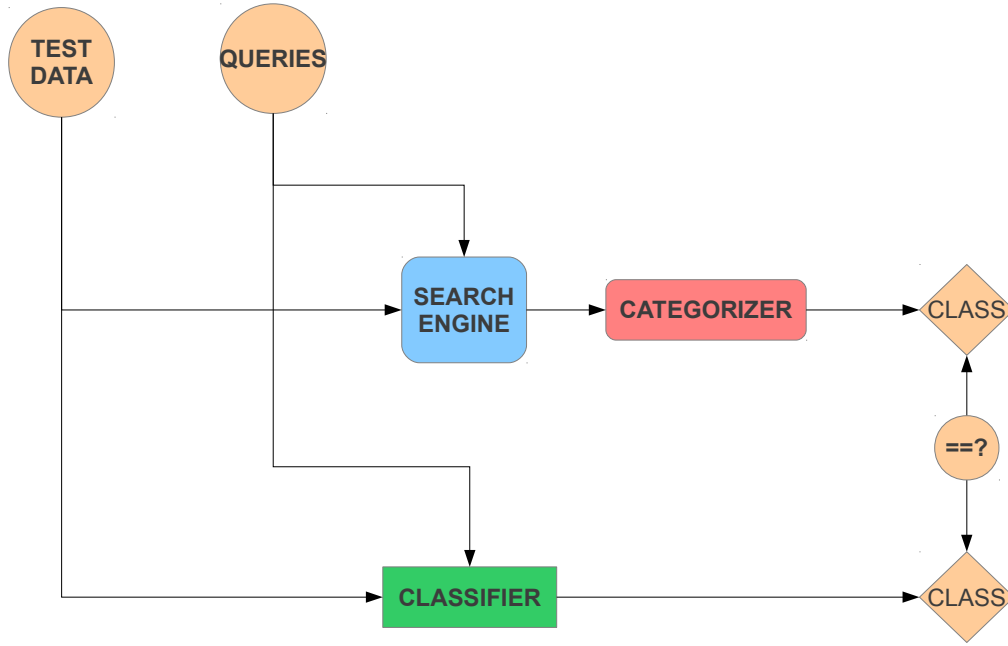 TEST
DATA
QUERIES
SEARCH
ENGINE
CATEGORIZER
CLASS
==?
CLASSIFIER
CLASS